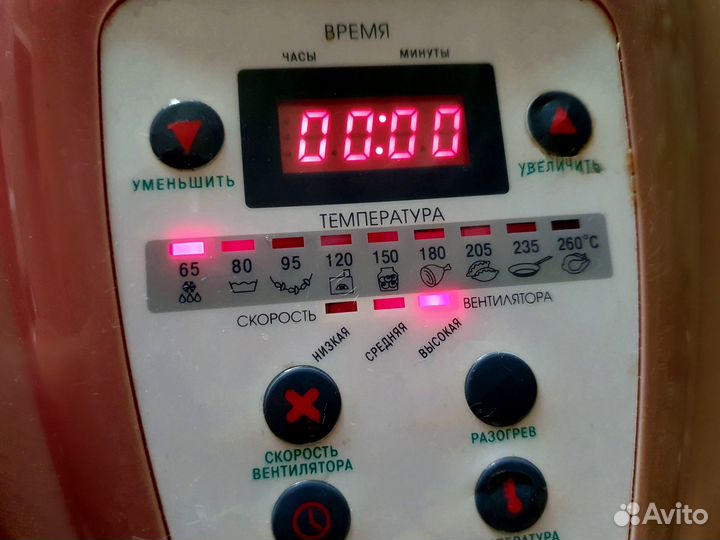 ВРЕМЯ
ЧАСЫ МИНУТЫ
00:00
УМЕНЬШИТЬ УВЕЛИЧИТЬ
ТЕМПЕРАТУРА
65 80 95 120 150 180 205 235 260°C
СКОРОСТЬ ВЕНТИЛЯТОРА
НИЗКАЯ СРЕДНЯЯ ВЫСОКАЯ
СКОРОСТЬ
ВЕНТИЛЯТОРА
РАЗОГРЕВ
Avito